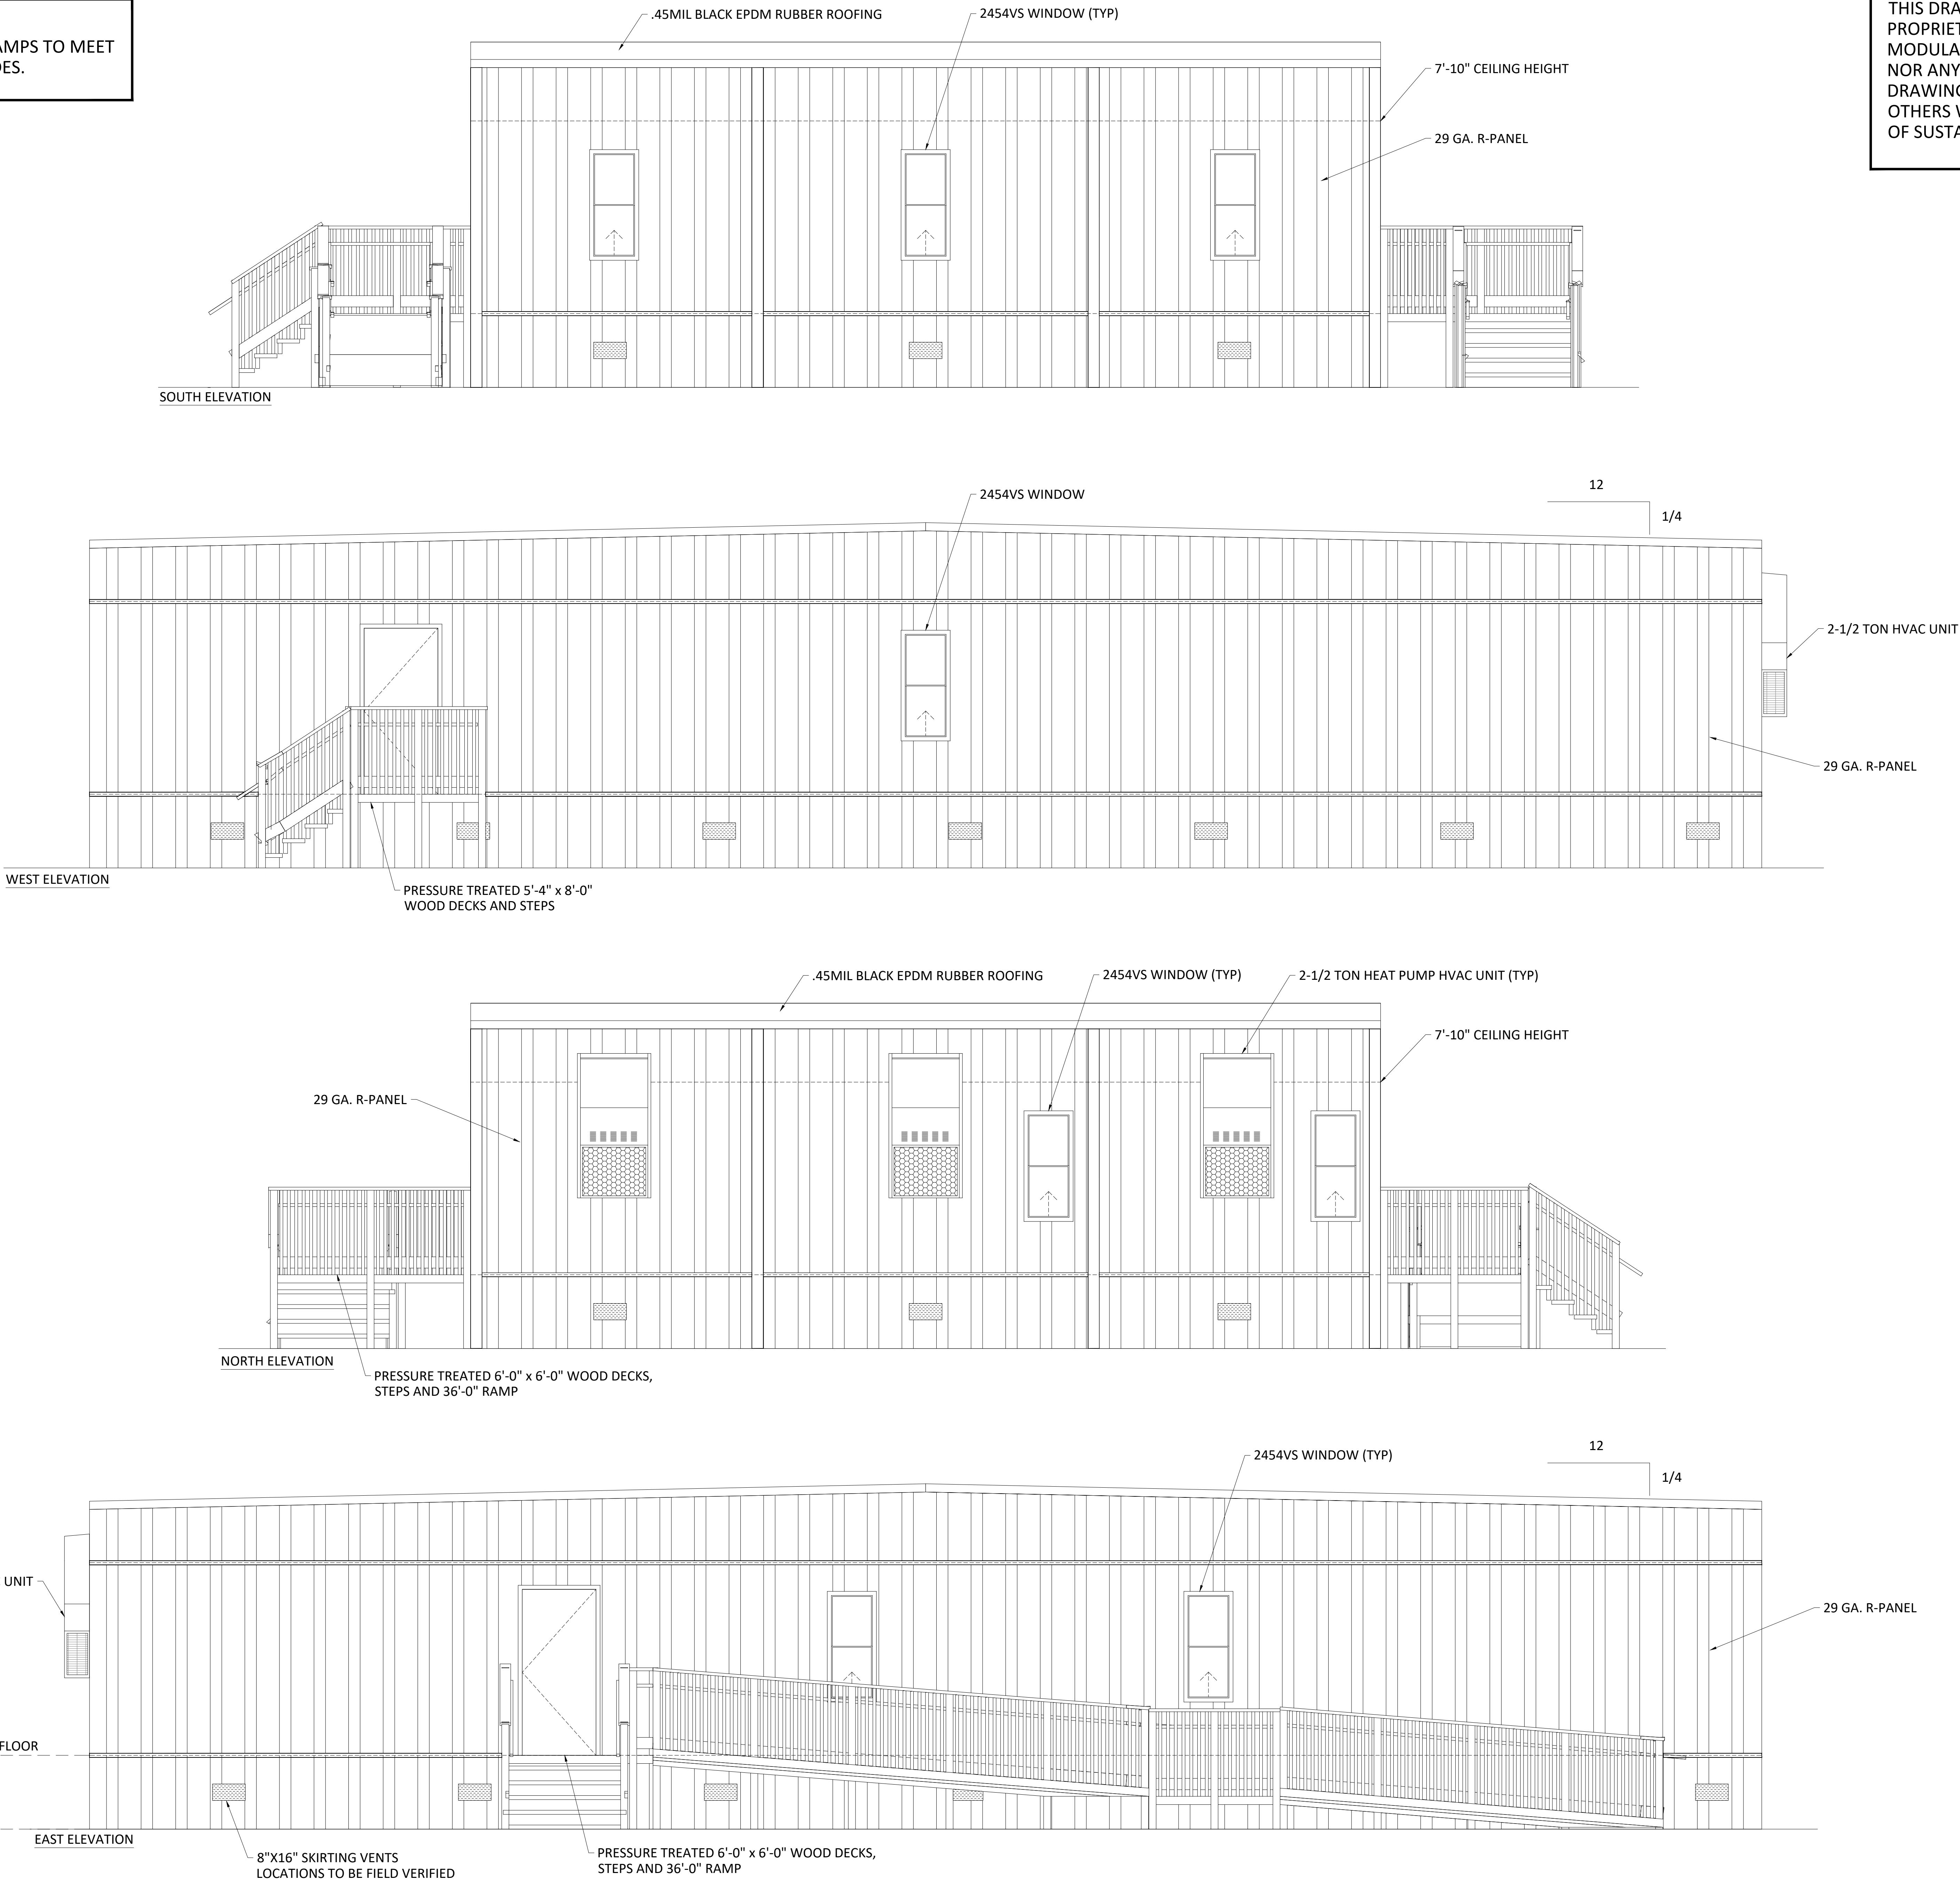 AMPS TO MEET
DES.
THIS DRA
PROPRIET
MODULA
NOR ANY
DRAWING
OTHERS W
OF SUSTA
.45MIL BLACK EPDM RUBBER ROOFING
2454VS WINDOW (TYP)
7'-10" CEILING HEIGHT
29 GA. R-PANEL
SOUTH ELEVATION
2454VS WINDOW
12
1/4
2-1/2 TON HVAC UNIT
29 GA. R-PANEL
WEST ELEVATION
PRESSURE TREATED 5'-4" x 8'-0"
WOOD DECKS AND STEPS
.45MIL BLACK EPDM RUBBER ROOFING
2454VS WINDOW (TYP)
2-1/2 TON HEAT PUMP HVAC UNIT (TYP)
7'-10" CEILING HEIGHT
29 GA. R-PANEL
NORTH ELEVATION
PRESSURE TREATED 6'-0" x 6'-0" WOOD DECKS,
STEPS AND 36'-0" RAMP
2454VS WINDOW (TYP)
12
1/4
UNIT
29 GA. R-PANEL
FLOOR
EAST ELEVATION
8"X16" SKIRTING VENTS
LOCATIONS TO BE FIELD VERIFIED
PRESSURE TREATED 6'-0" x 6'-0" WOOD DECKS,
STEPS AND 36'-0" RAMP